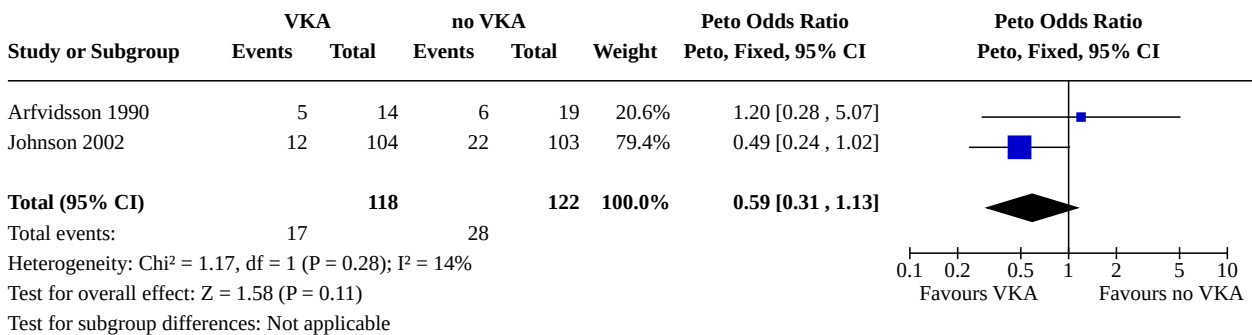 VKA no VKA Peto Odds Ratio Peto Odds Ratio
Study or Subgroup Events Total Events Total Weight Peto, Fixed, 95% CI Peto, Fixed, 95% CI
Arfvidsson 1990 5 14 6 19 20.6% 1.20 [0.28 , 5.07]
Johnson 2002 12 104 22 103 79.4% 0.49 [0.24 , 1.02]
Total (95% CI) 118 122 100.0% 0.59 [0.31 , 1.13]
Total events: 17 28
Heterogeneity: Chi² = 1.17, df = 1 (P = 0.28); I² = 14%
0.1 0.2 0.5 1 2 5 10
Test for overall effect: Z = 1.58 (P = 0.11) Favours VKA Favours no VKA
Test for subgroup differences: Not applicable